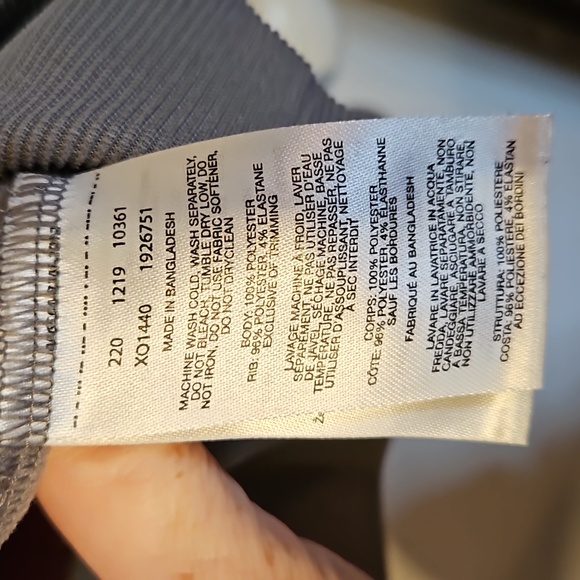 220 1219 10361
XO1440 1926751
MADE IN BANGLADESH
MACHINE WASH COLD, WASH SEPARATELY,
DO NOT BLEACH, TUMBLE DRY LOW, DO
NOT IRON, DO NOT USE FABRIC SOFTENER,
DO NOT DRYCLEAN
BODY: 100% POLYESTER
RIB: 96% POLYESTER, 4% ELASTANE
EXCLUSIVE OF TRIMMING
LAVAGE MACHINE À FROID, LAVER
SÉPARÉMENT, NE PAS UTILISER D'EAU
DE JAVEL, SÉCHAGE MACHINE BASSE
TEMPÉRATURE, NE PAS REPASSER, NE PAS
UTILISER D'ASSOUPLISSANT, NETTOYAGE
À SEC INTERDIT
CORPS: 100% POLYESTER
CÔTE: 96% POLYESTER, 4% ÉLASTHANNE
SAUF LES BORDURES
FABRIQUÉ AU BANGLADESH
LAVARE IN LAVATRICE IN ACQUA
FREDDA, LAVARE SEPARATAMENTE, NON
CANDEGGIARE, ASCIUGARE A TAMBURO
A BASSA TEMPERATURA, NON STIRARE,
NON UTILIZZARE AMMORBIDENTE, NON
LAVARE A SECCO
STRUTTURA: 100% POLIESTERE
COSTA: 96% POLIESTERE, 4% ELASTAN
AD ECCEZIONE DEI BORDINI